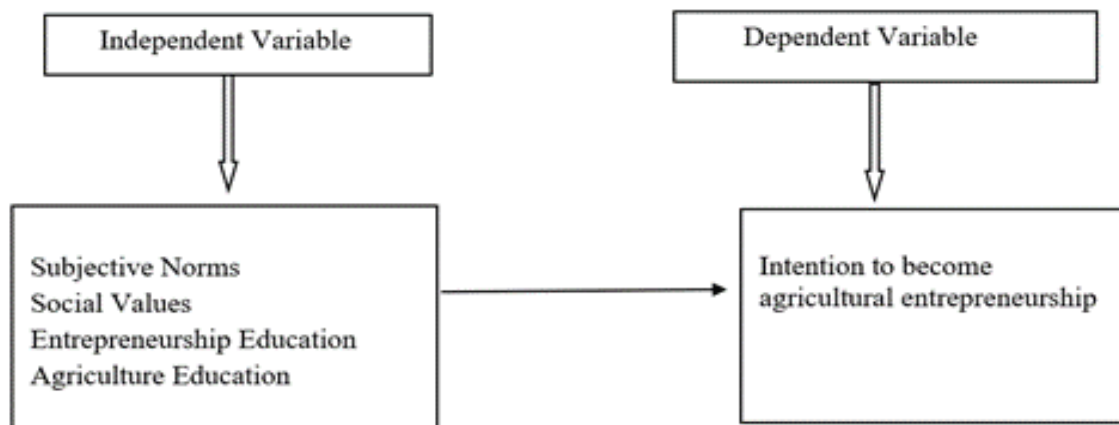 Independent Variable
Dependent Variable
Subjective Norms
Social Values
Entrepreneurship Education
Agriculture Education
Intention to become
agricultural entrepreneurship